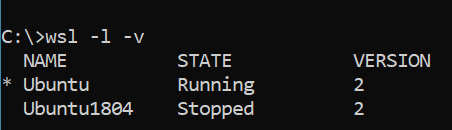 C:\>wsl -l -v
  NAME          STATE           VERSION
* Ubuntu        Running         2
  Ubuntu1804    Stopped         2